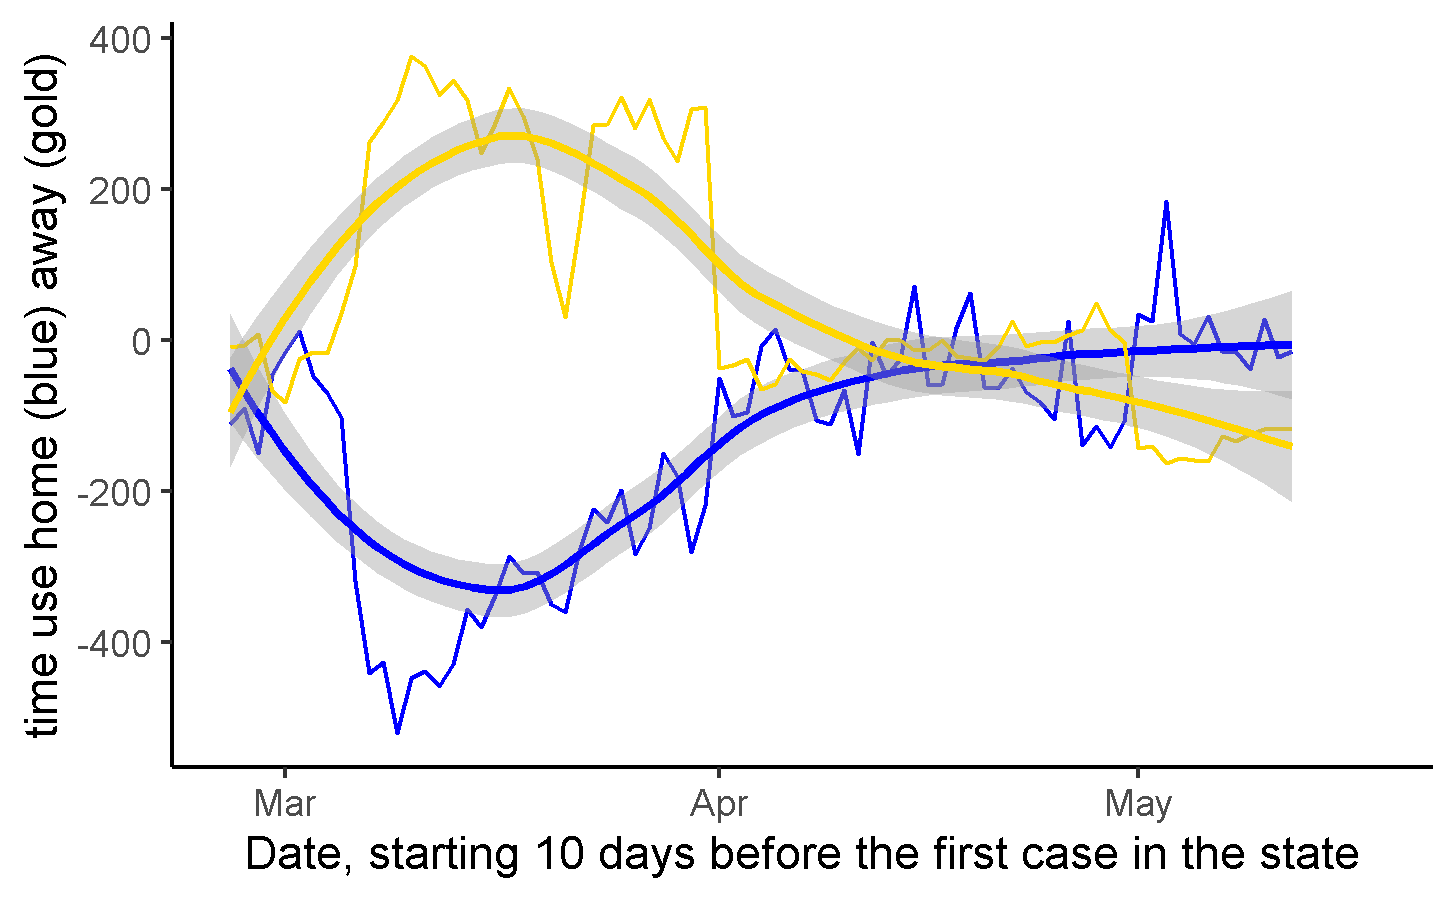 time use home (blue) away (gold)
400
200
0
-200
-400
Mar
Apr
May
Date, starting 10 days before the first case in the state